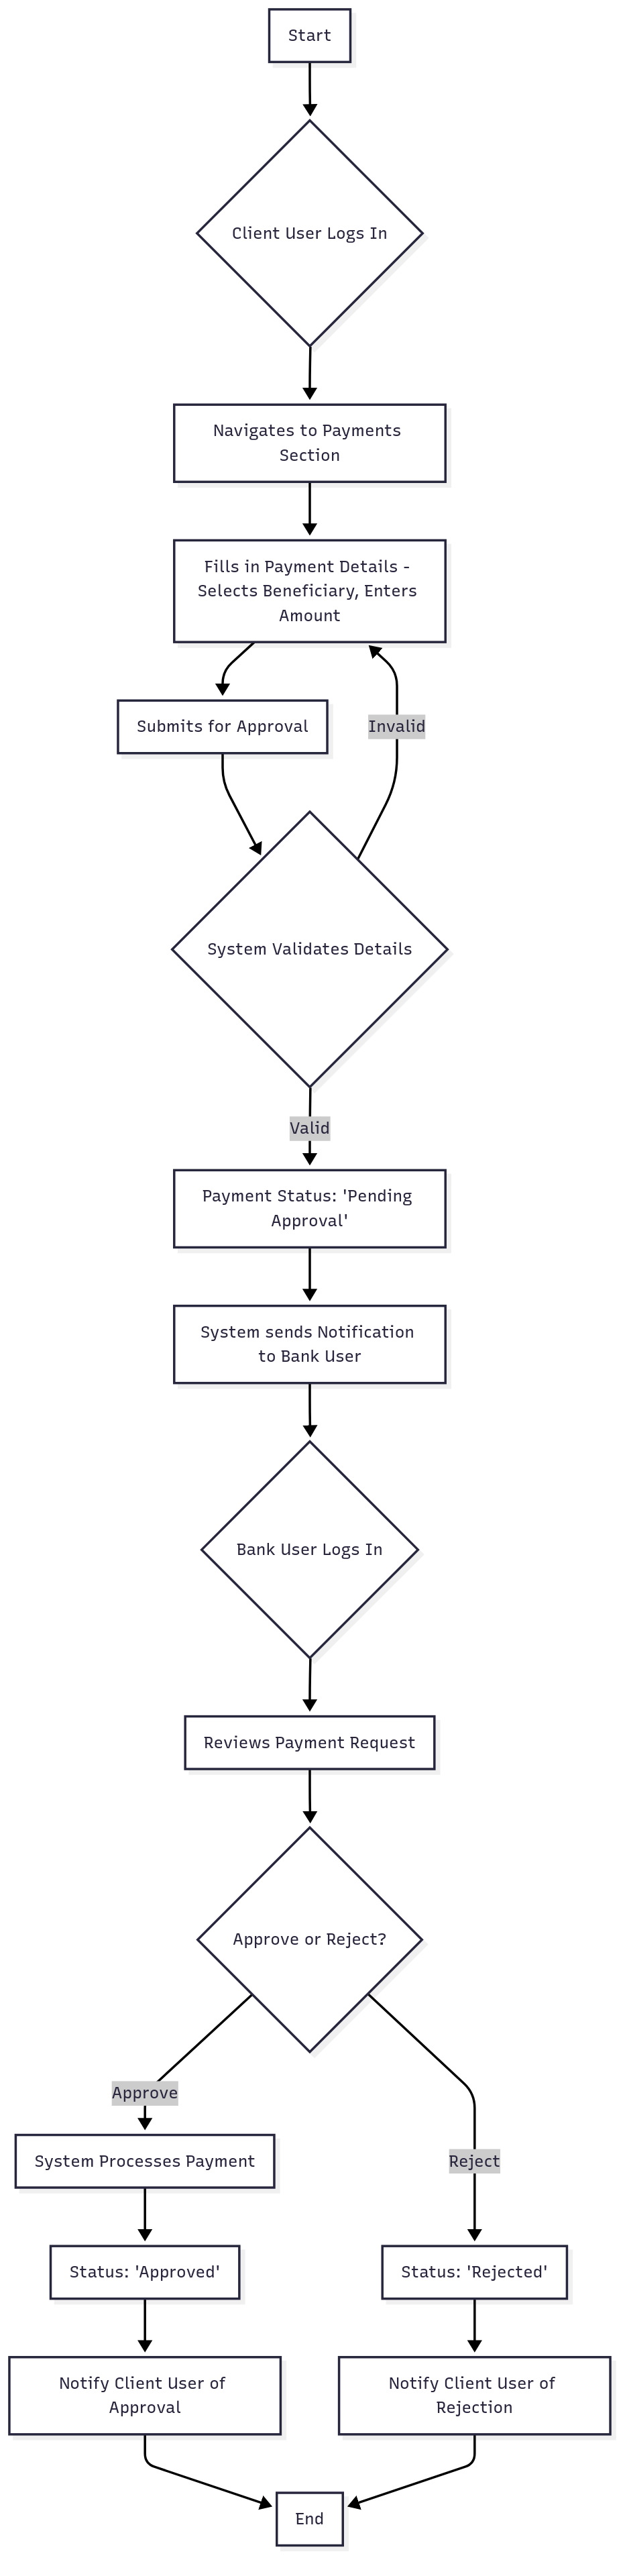 Start
Client User Logs In
Navigates to Payments
Section
Fills in Payment Details -
Selects Beneficiary, Enters
Amount
Submits for Approval
Invalid
System Validates Details
Valid
Payment Status: 'Pending
Approval'
System sends Notification
to Bank User
Bank User Logs In
Reviews Payment Request
Approve or Reject?
Approve
System Processes Payment
Reject
Status: 'Approved'
Status: 'Rejected'
Notify Client User of
Approval
Notify Client User of
Rejection
End